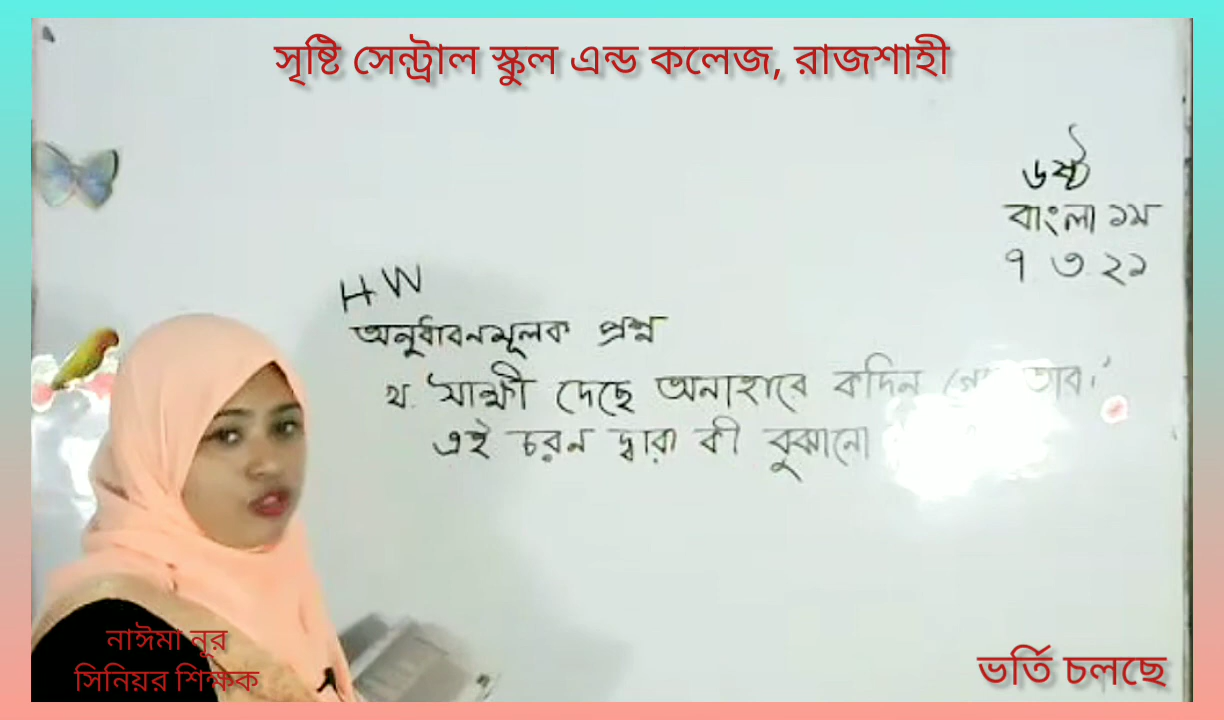 সৃষ্টি সেন্ট্রাল স্কুল এন্ড কলেজ, রাজশাহী
৬ষ্ঠ
বাংলা ১ম
৭ ৩ ২১
HW
অনুধাবনমূলক প্রশ্ন
খ. 'সাক্ষী দেছে অনাহারে কদিন গেছে তার।'
এই চরন দ্বারা কী বুঝানো
নাঈমা নূর
সিনিয়র শিক্ষক
ভর্তি চলছে